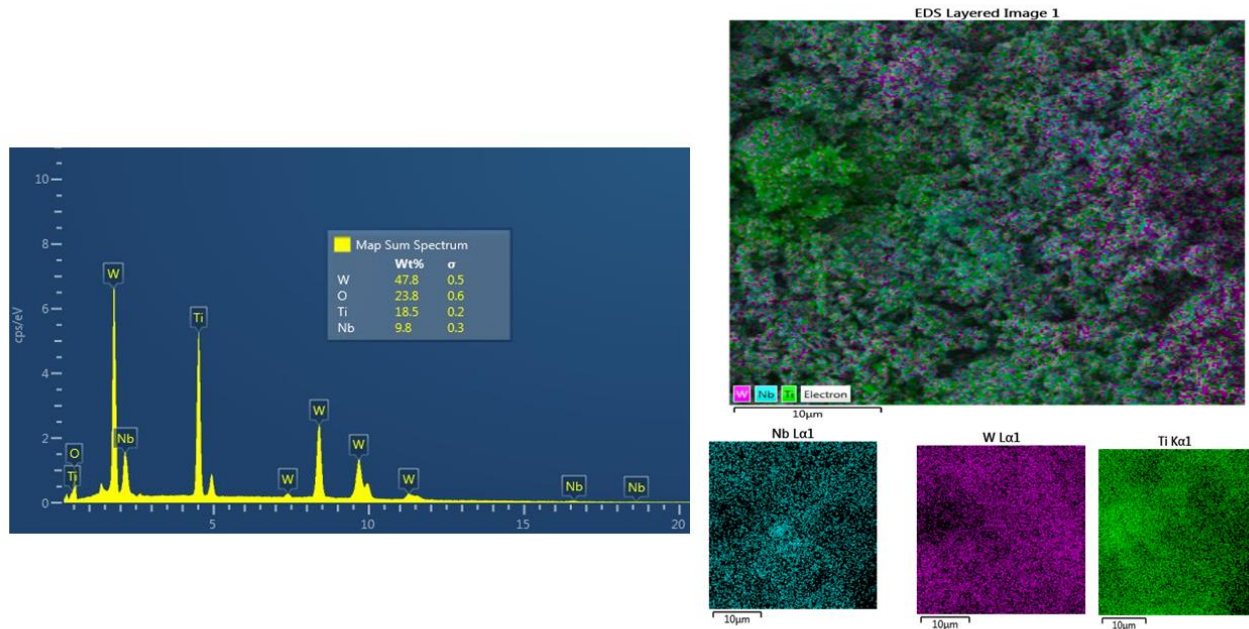 EDS Layered Image 1
W Nb Ti Electron
10μm
cps/eV
10
8
6
4
2
0
W
Ti
Nb
O
Ti
W
W
W
W
Nb
Nb
5
10
15
20
Map Sum Spectrum
Wt% σ
W 47.8 0.5
O 23.8 0.6
Ti 18.5 0.2
Nb 9.8 0.3
Nb Lα1
10μm
W Lα1
10μm
Ti Kα1
10μm